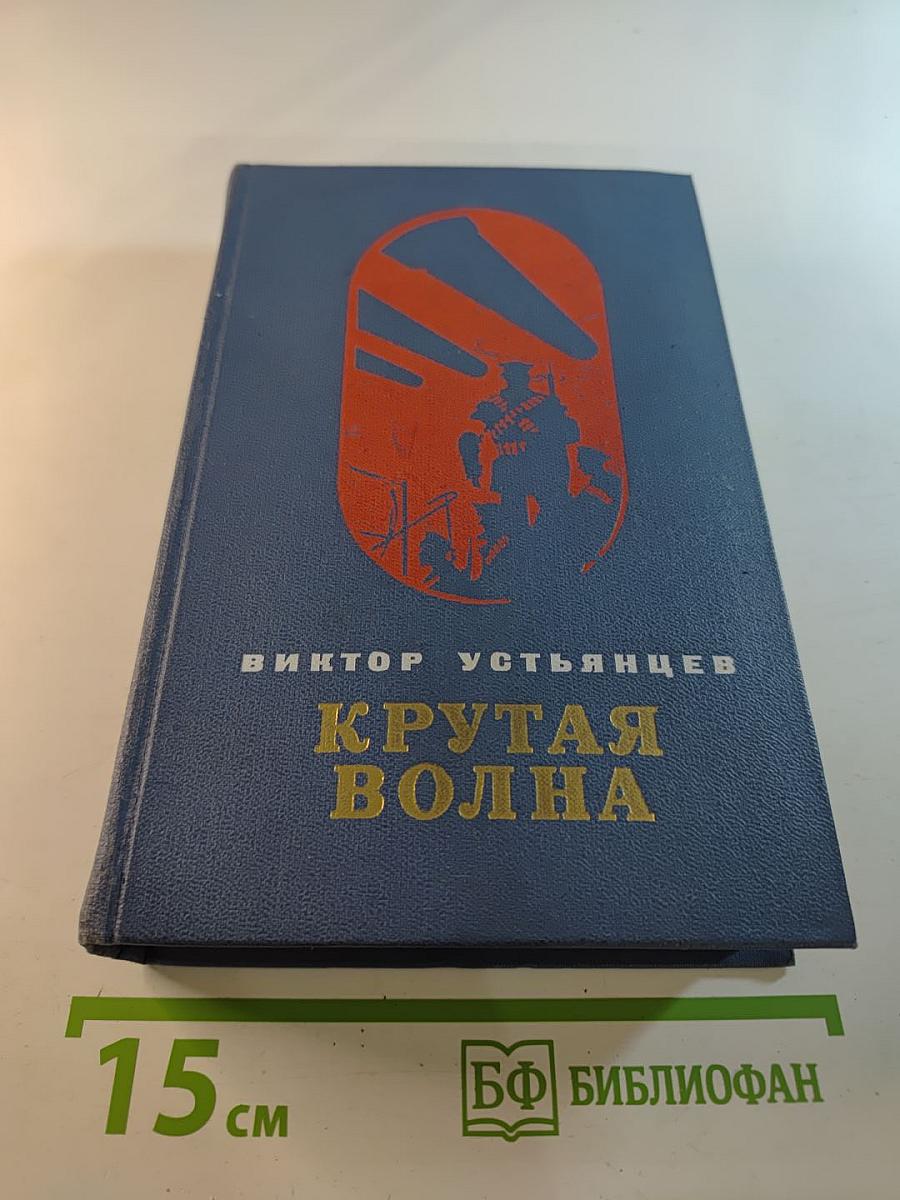 ВИКТОР УСТЬЯНЦЕВ
КРУТАЯ
ВОЛНА
15 см
БФ БИБЛИОФАН